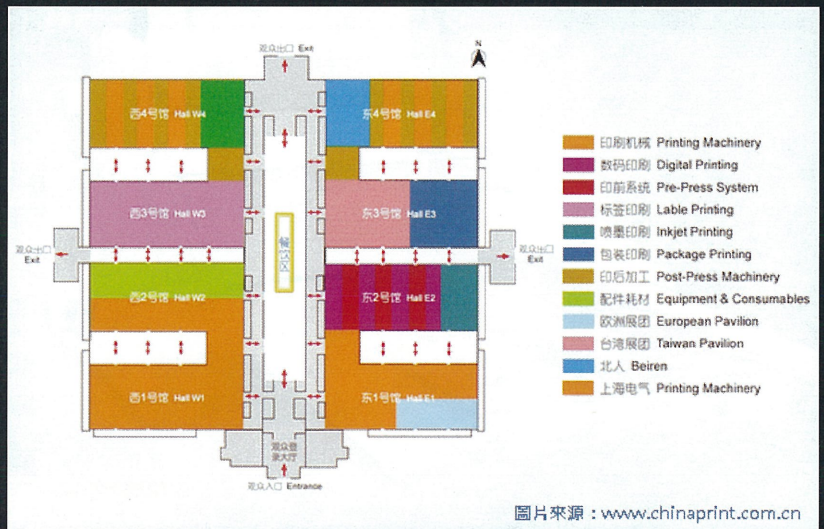 观众出口 Exit
N
西4号馆 Hall W4
东4号馆 Hall E4
西3号馆 Hall W3
东3号馆 Hall E3
观众出口
Exit
餐饮区
观众出口
Exit
西2号馆 Hall W2
东2号馆 Hall E2
西1号馆 Hall W1
东1号馆 Hall E1
观众登
录大厅
观众入口 Entrance
印刷机械 Printing Machinery
数码印刷 Digital Printing
印前系统 Pre-Press System
标签印刷 Lable Printing
喷墨印刷 Inkjet Printing
包装印刷 Package Printing
印后加工 Post-Press Machinery
配件耗材 Equipment & Consumables
欧洲展团 European Pavilion
台湾展团 Taiwan Pavilion
北人 Beiren
上海电气 Printing Machinery
圖片來源：www.chinaprint.com.cn